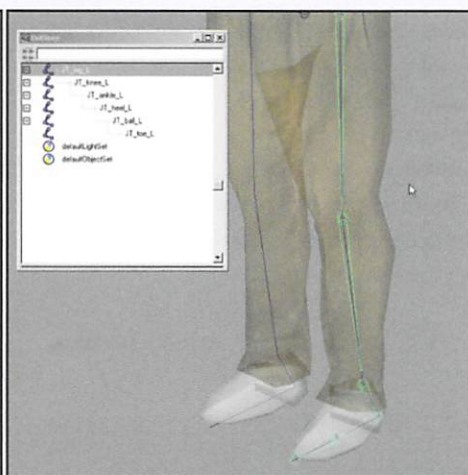 Outliner
JT_leg_L
JT_knee_L
JT_ankle_L
JT_heel_L
JT_ball_L
JT_toe_L
defaultLightSet
defaultObjectSet